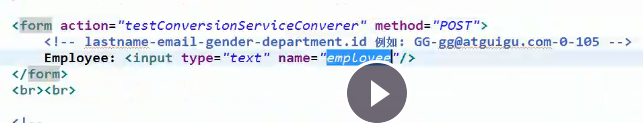 <form action="testConversionServiceConverer" method="POST">
<!-- lastname-email-gender-department.id 例如: GG-gg@atguigu.com-0-105 -->
Employee: <input type="text" name="employee"/>
</form>
<br><br>